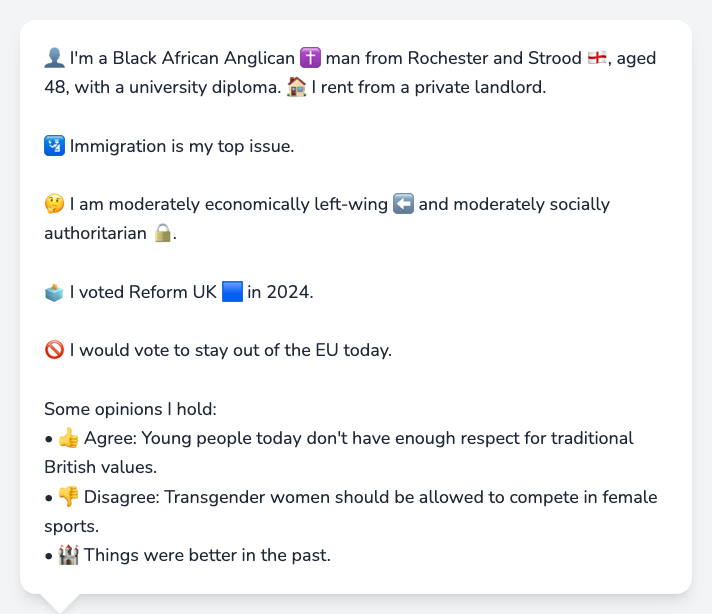 👤 I'm a Black African Anglican ✝️ man from Rochester and Strood 🏴󠁧󠁢󠁥󠁮󠁧󠁿, aged
48, with a university diploma. 🏠 I rent from a private landlord.
🛂 Immigration is my top issue.
🤔 I am moderately economically left-wing ⬅️ and moderately socially
authoritarian 🔒.
🗳️ I voted Reform UK 🟦 in 2024.
🚫 I would vote to stay out of the EU today.
Some opinions I hold:
• 👍 Agree: Young people today don't have enough respect for traditional
British values.
• 👎 Disagree: Transgender women should be allowed to compete in female
sports.
• 🏰 Things were better in the past.